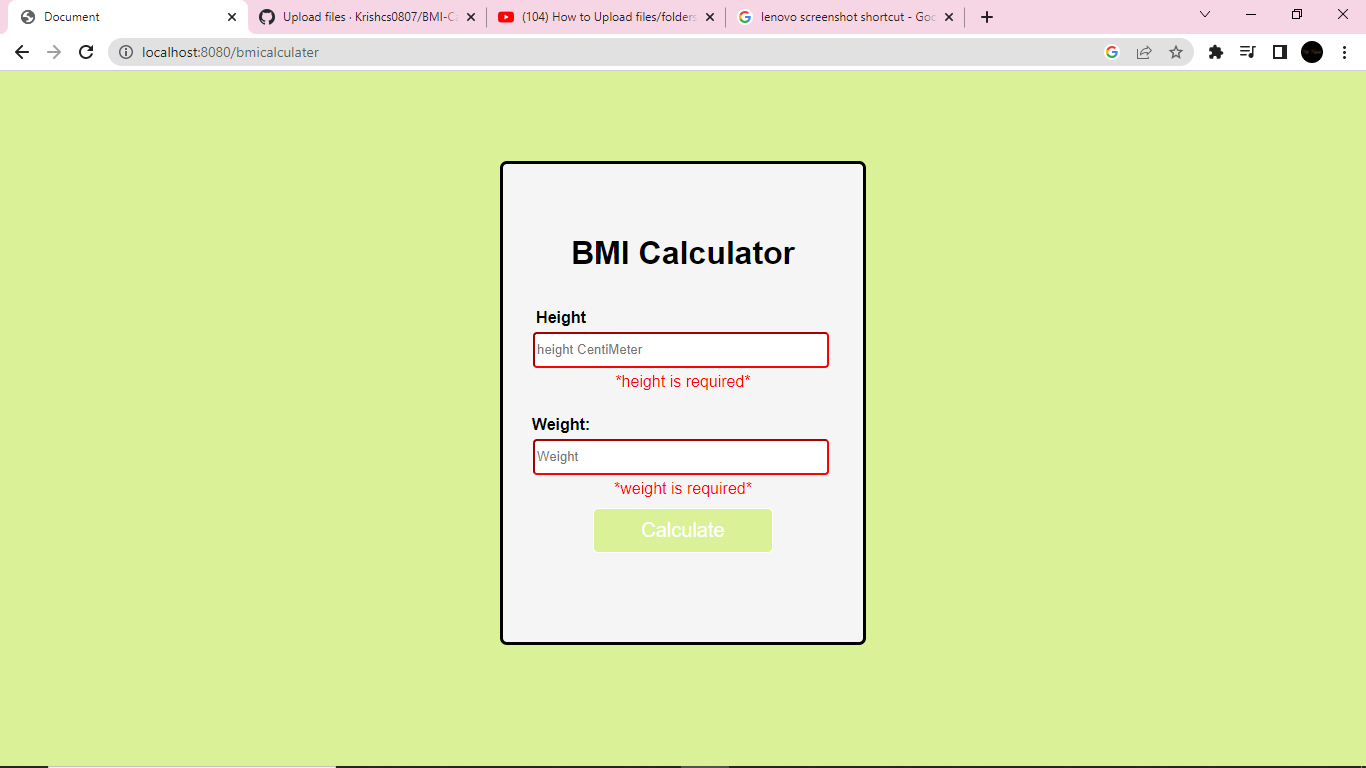 Document
Upload files · Krishcs0807/BMI-Ca
(104) How to Upload files/folders
lenovo screenshot shortcut - Goo
localhost:8080/bmicalculater
BMI Calculator
Height
height CentiMeter
*height is required*
Weight:
Weight
*weight is required*
Calculate